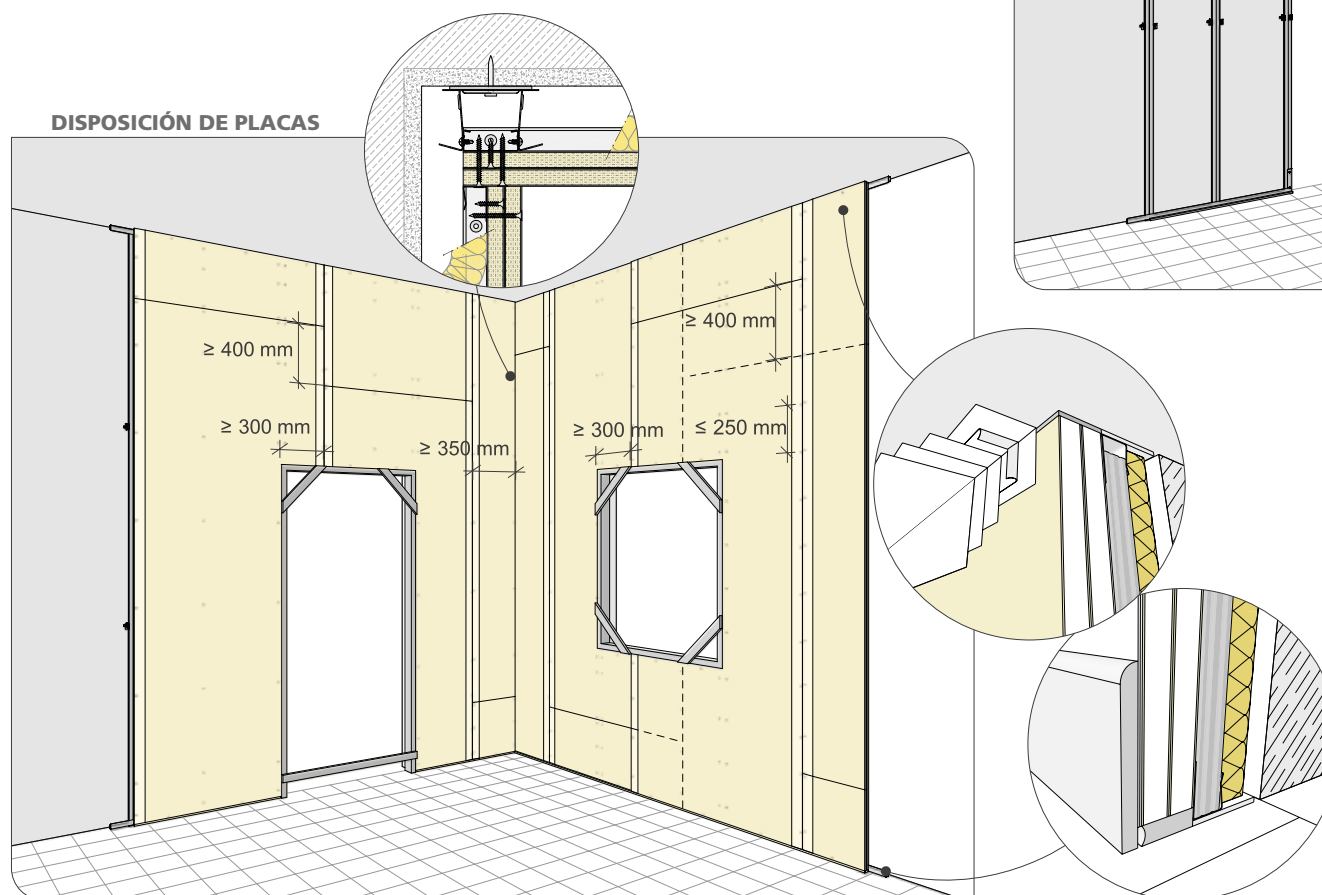 DISPOSICIÓN DE PLACAS
≥ 400 mm
≥ 400 mm
≥ 300 mm
≥ 350 mm
≥ 300 mm
≤ 250 mm